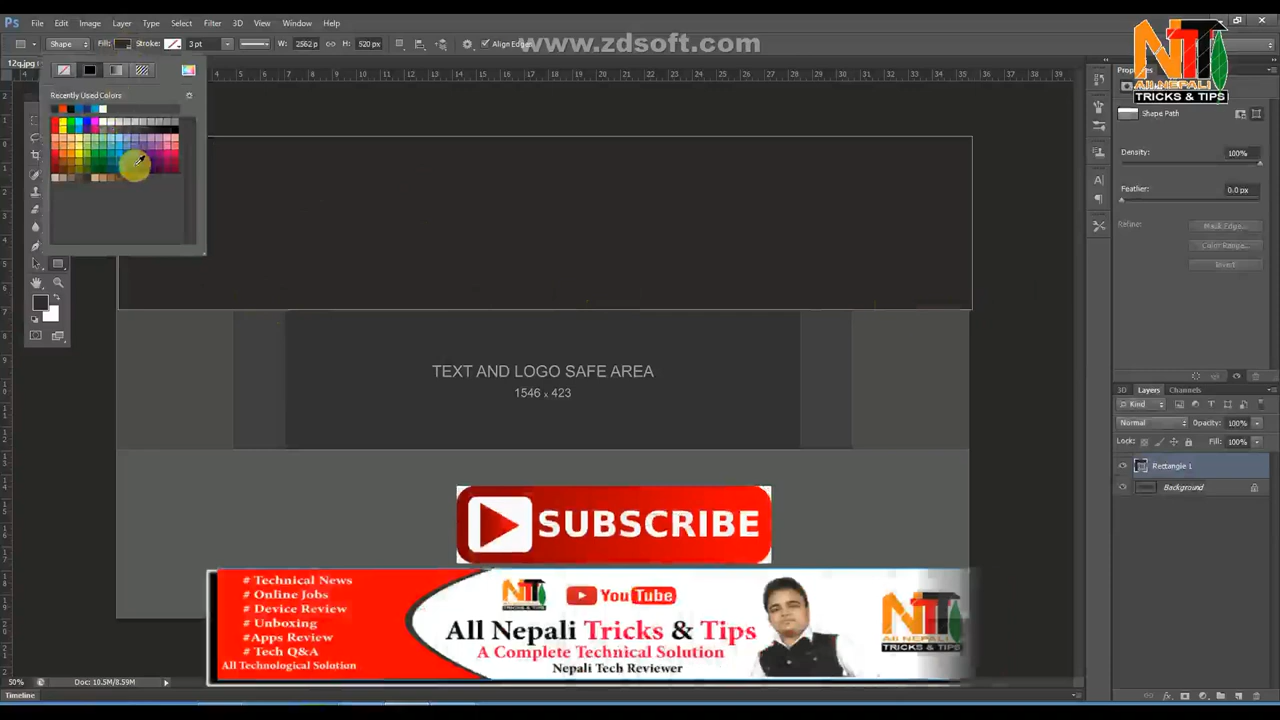 Ps File Edit Image Layer Type Select Filter 3D View Window Help
Shape Fill: Stroke: 3 pt W: 2562 p H: 520 px Align Edges
www.zdsoft.com
NTT
All NEPALI
TRICKS & TIPS
12q.jpg
Recently Used Colors
Properties
Shape Path
Density: 100%
Feather: 0.0 px
Refine: Mask Edge...
Color Range...
Invert
TEXT AND LOGO SAFE AREA
1546 x 423
3D Layers Channels
Kind
Normal Opacity: 100%
Lock: Fill: 100%
Rectangle 1
Background
SUBSCRIBE
# Technical News
# Online Jobs
# Device Review
# Unboxing
#Apps Review
# Tech Q&A
All Technological Solution
NTT
TRICKS & TIPS
YouTube
All Nepali Tricks & Tips
A Complete Technical Solution
Nepali Tech Reviewer
NTT
TRICKS & TIPS
50% Doc: 10.5M/8.59M
Timeline